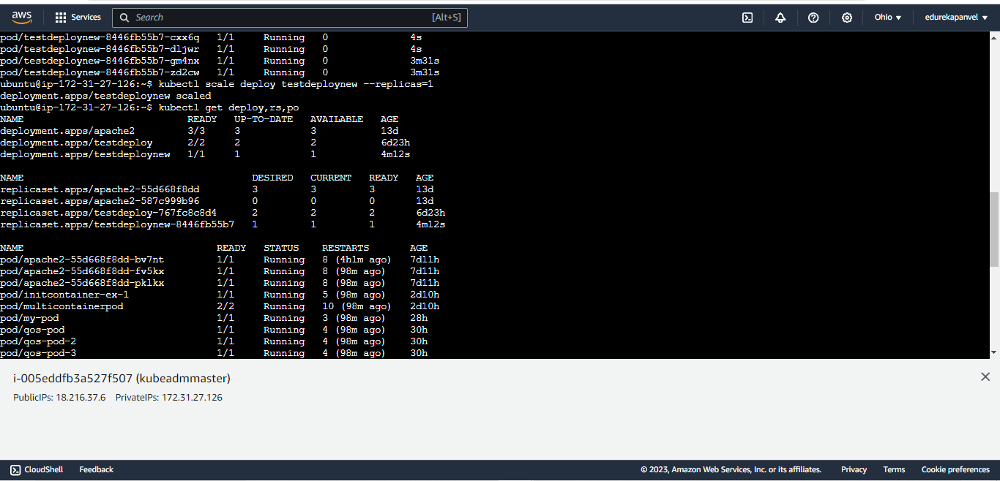 aws Services Search [Alt+S] Ohio edurekapanvel
pod/testdeploynew-8446fb55b7-cxx6q 1/1 Running 0 4s
pod/testdeploynew-8446fb55b7-dljwr 1/1 Running 0 4s
pod/testdeploynew-8446fb55b7-gm4nx 1/1 Running 0 3m31s
pod/testdeploynew-8446fb55b7-zd2cw 1/1 Running 0 3m31s
ubuntu@ip-172-31-27-126:~$ kubectl scale deploy testdeploynew --replicas=1
deployment.apps/testdeploynew scaled
ubuntu@ip-172-31-27-126:~$ kubectl get deploy,rs,po
NAME READY UP-TO-DATE AVAILABLE AGE
deployment.apps/apache2 3/3 3 3 13d
deployment.apps/testdeploy 2/2 2 2 6d23h
deployment.apps/testdeploynew 1/1 1 1 4m12s
NAME DESIRED CURRENT READY AGE
replicaset.apps/apache2-55d668f8dd 3 3 3 13d
replicaset.apps/apache2-587c999b96 0 0 0 13d
replicaset.apps/testdeploy-767fc8c8d4 2 2 2 6d23h
replicaset.apps/testdeploynew-8446fb55b7 1 1 1 4m12s
NAME READY STATUS RESTARTS AGE
pod/apache2-55d668f8dd-bv7nt 1/1 Running 8 (4h1m ago) 7d11h
pod/apache2-55d668f8dd-fv5kx 1/1 Running 8 (98m ago) 7d11h
pod/apache2-55d668f8dd-pklkx 1/1 Running 8 (98m ago) 7d11h
pod/initcontainer-ex-1 1/1 Running 5 (98m ago) 2d10h
pod/multicontainerpod 2/2 Running 10 (98m ago) 2d10h
pod/my-pod 1/1 Running 3 (98m ago) 28h
pod/qos-pod 1/1 Running 4 (98m ago) 30h
pod/qos-pod-2 1/1 Running 4 (98m ago) 30h
pod/qos-pod-3 1/1 Running 4 (98m ago) 30h
i-005eddfb3a527f507 (kubeadmmaster)
PublicIPs: 18.216.37.6 PrivateIPs: 172.31.27.126
CloudShell Feedback © 2023, Amazon Web Services, Inc. or its affiliates. Privacy Terms Cookie preferences